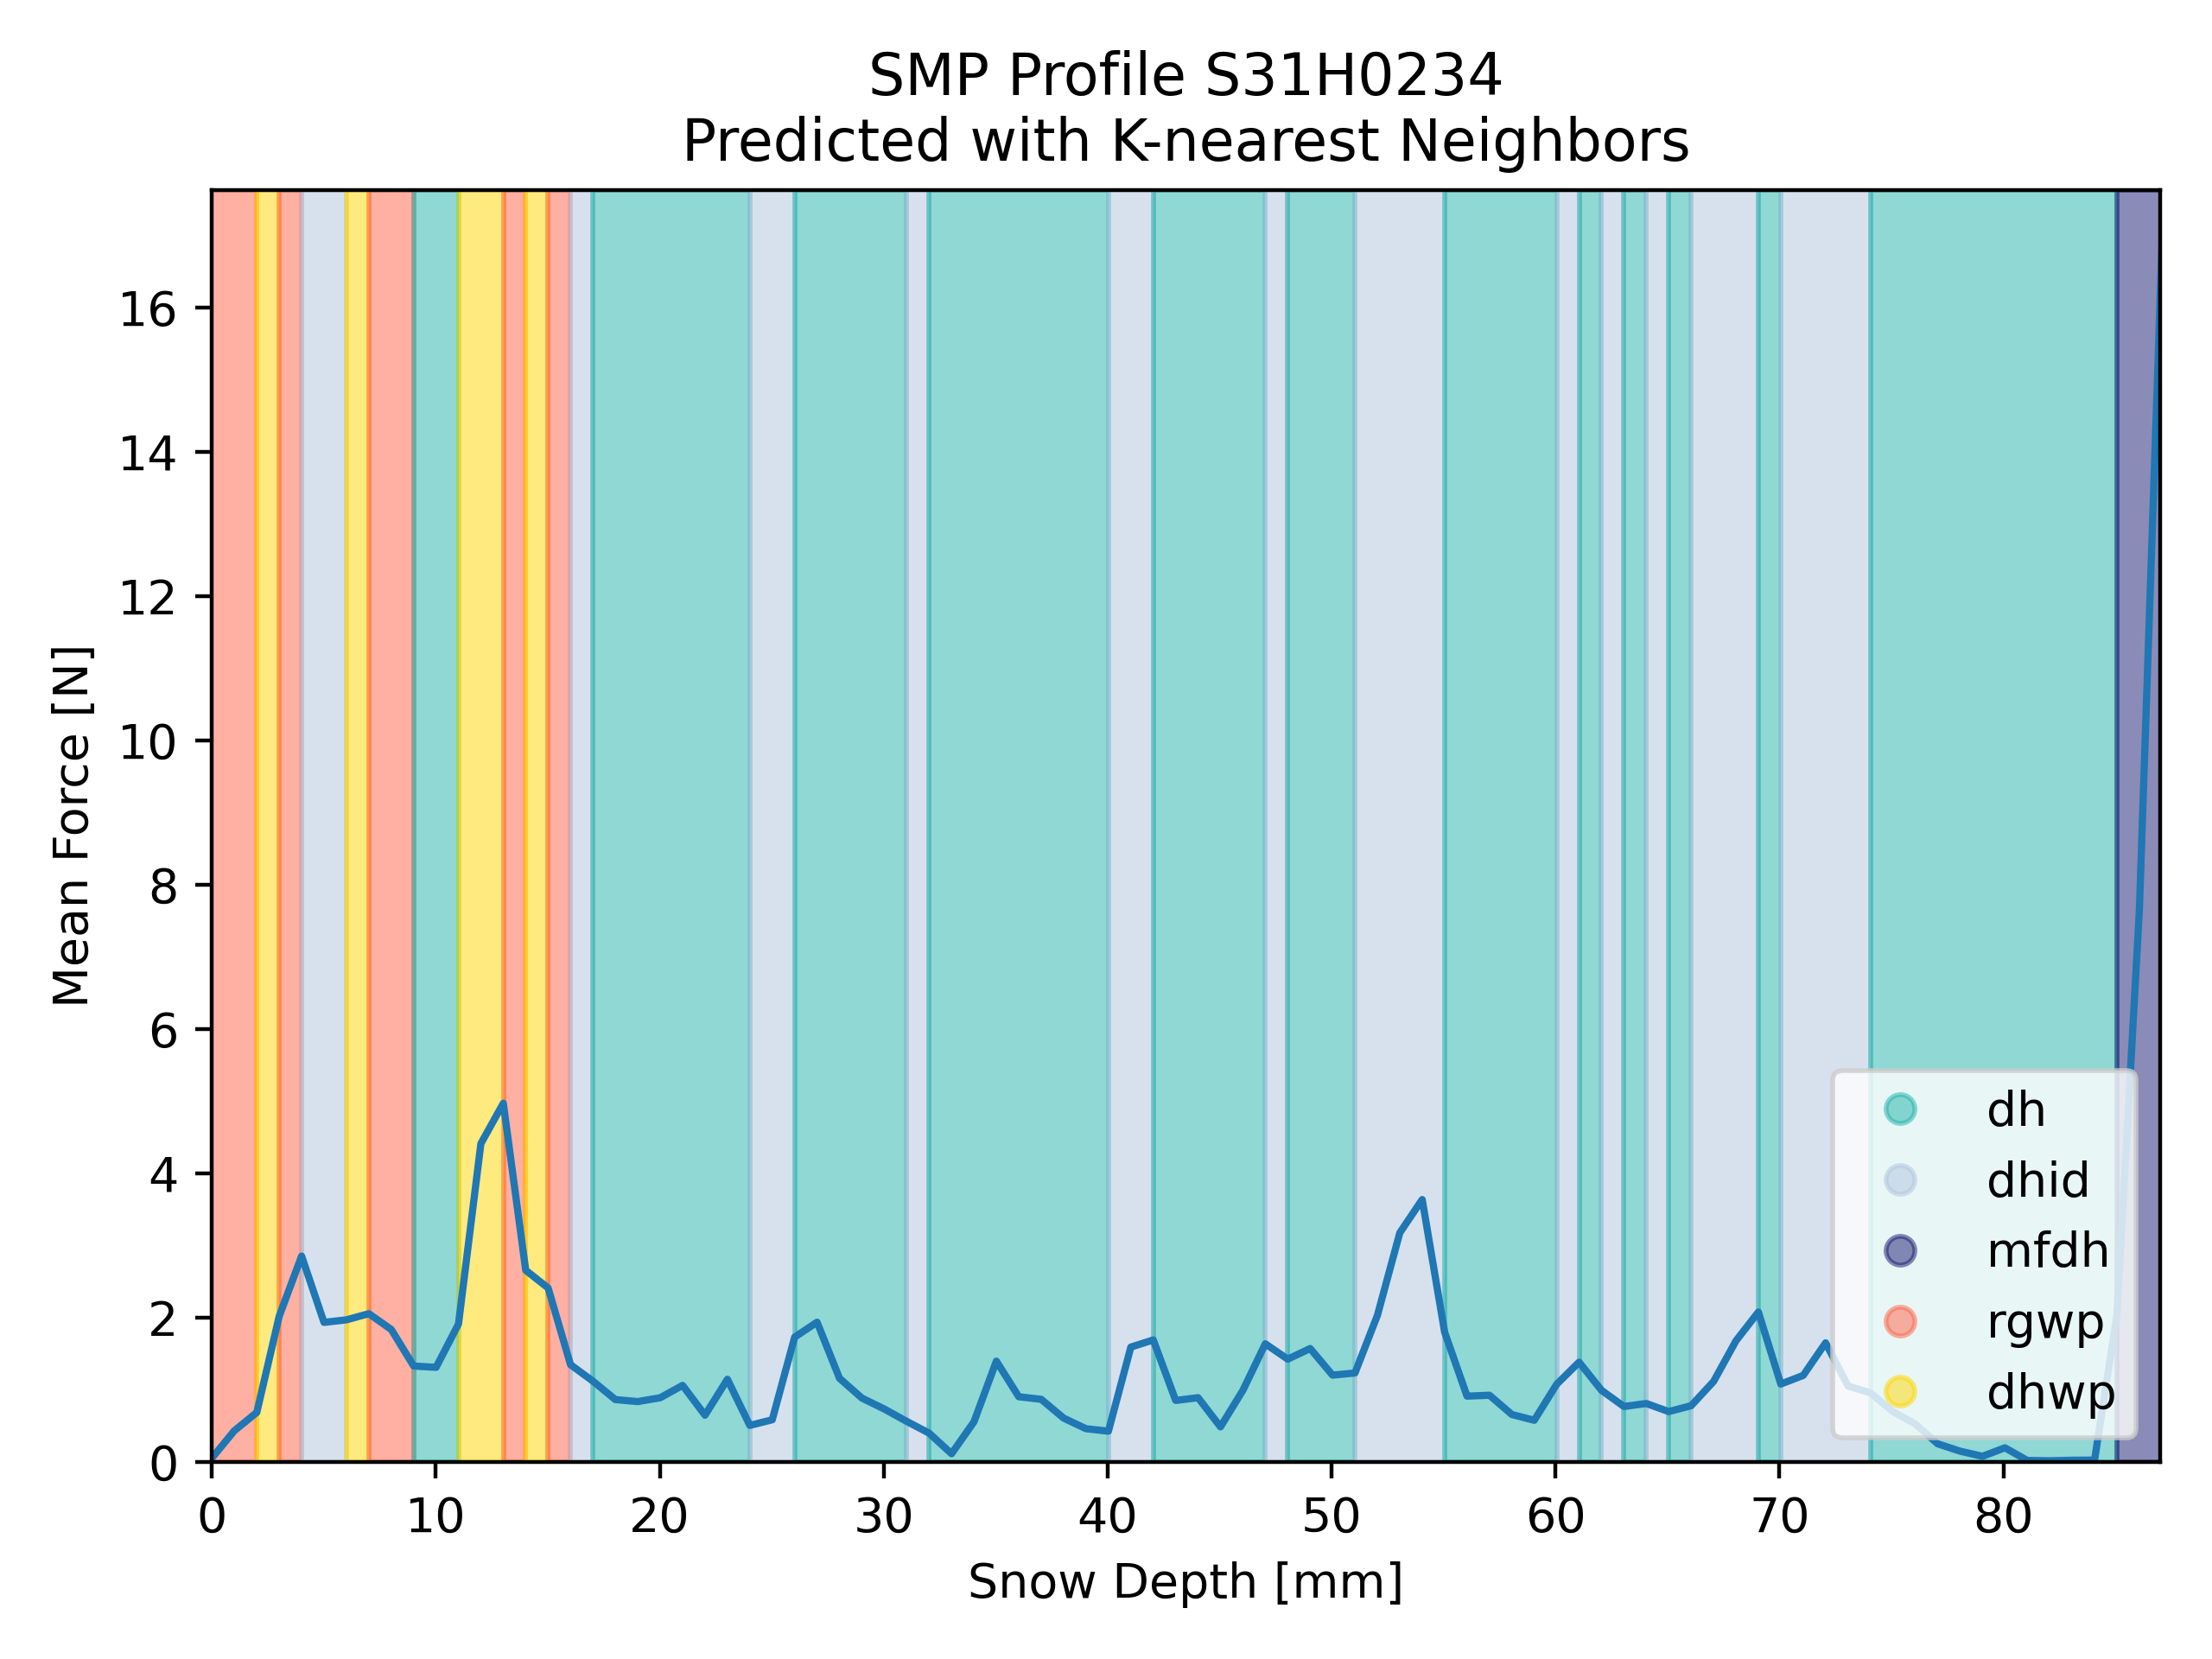 SMP Profile S31H0234
Predicted with K-nearest Neighbors
Mean Force [N]
16
14
12
10
8
6
4
2
0
dh
dhid
mfdh
rgwp
dhwp
0 10 20 30 40 50 60 70 80
Snow Depth [mm]